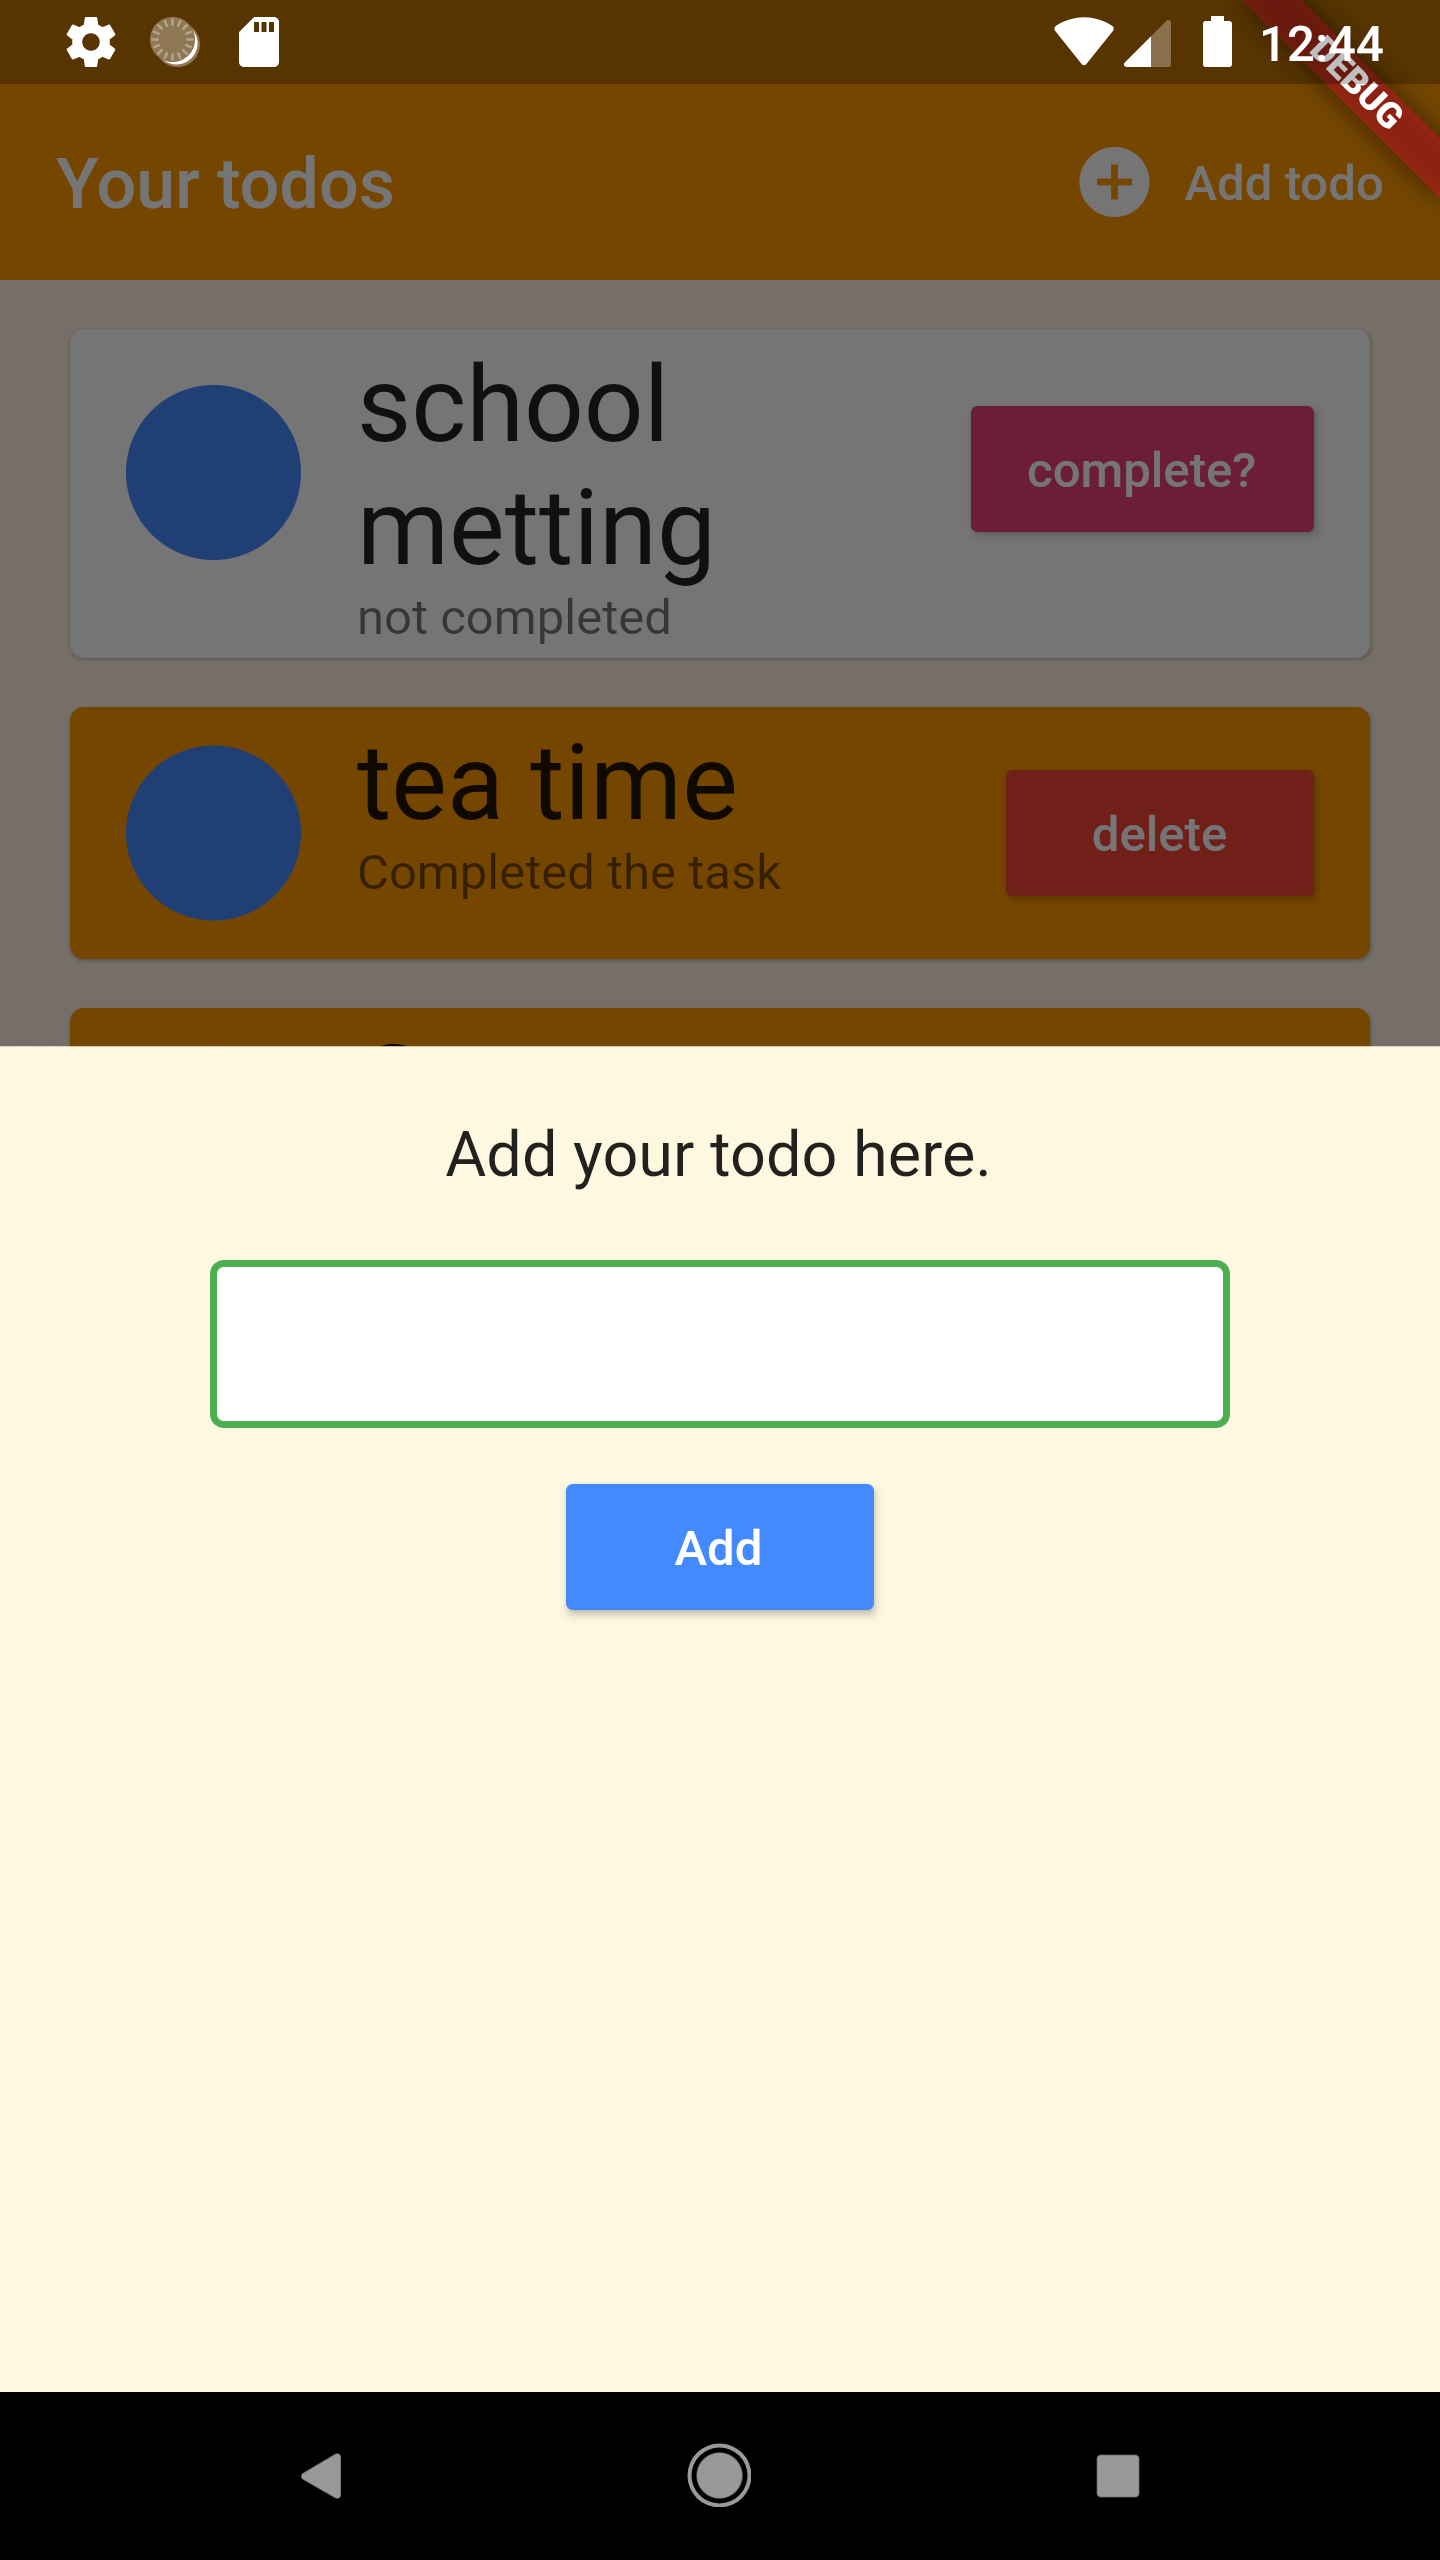 12:44
DEBUG
Your todos
Add todo
school
metting
complete?
not completed
tea time
Completed the task
delete
Add your todo here.
Add